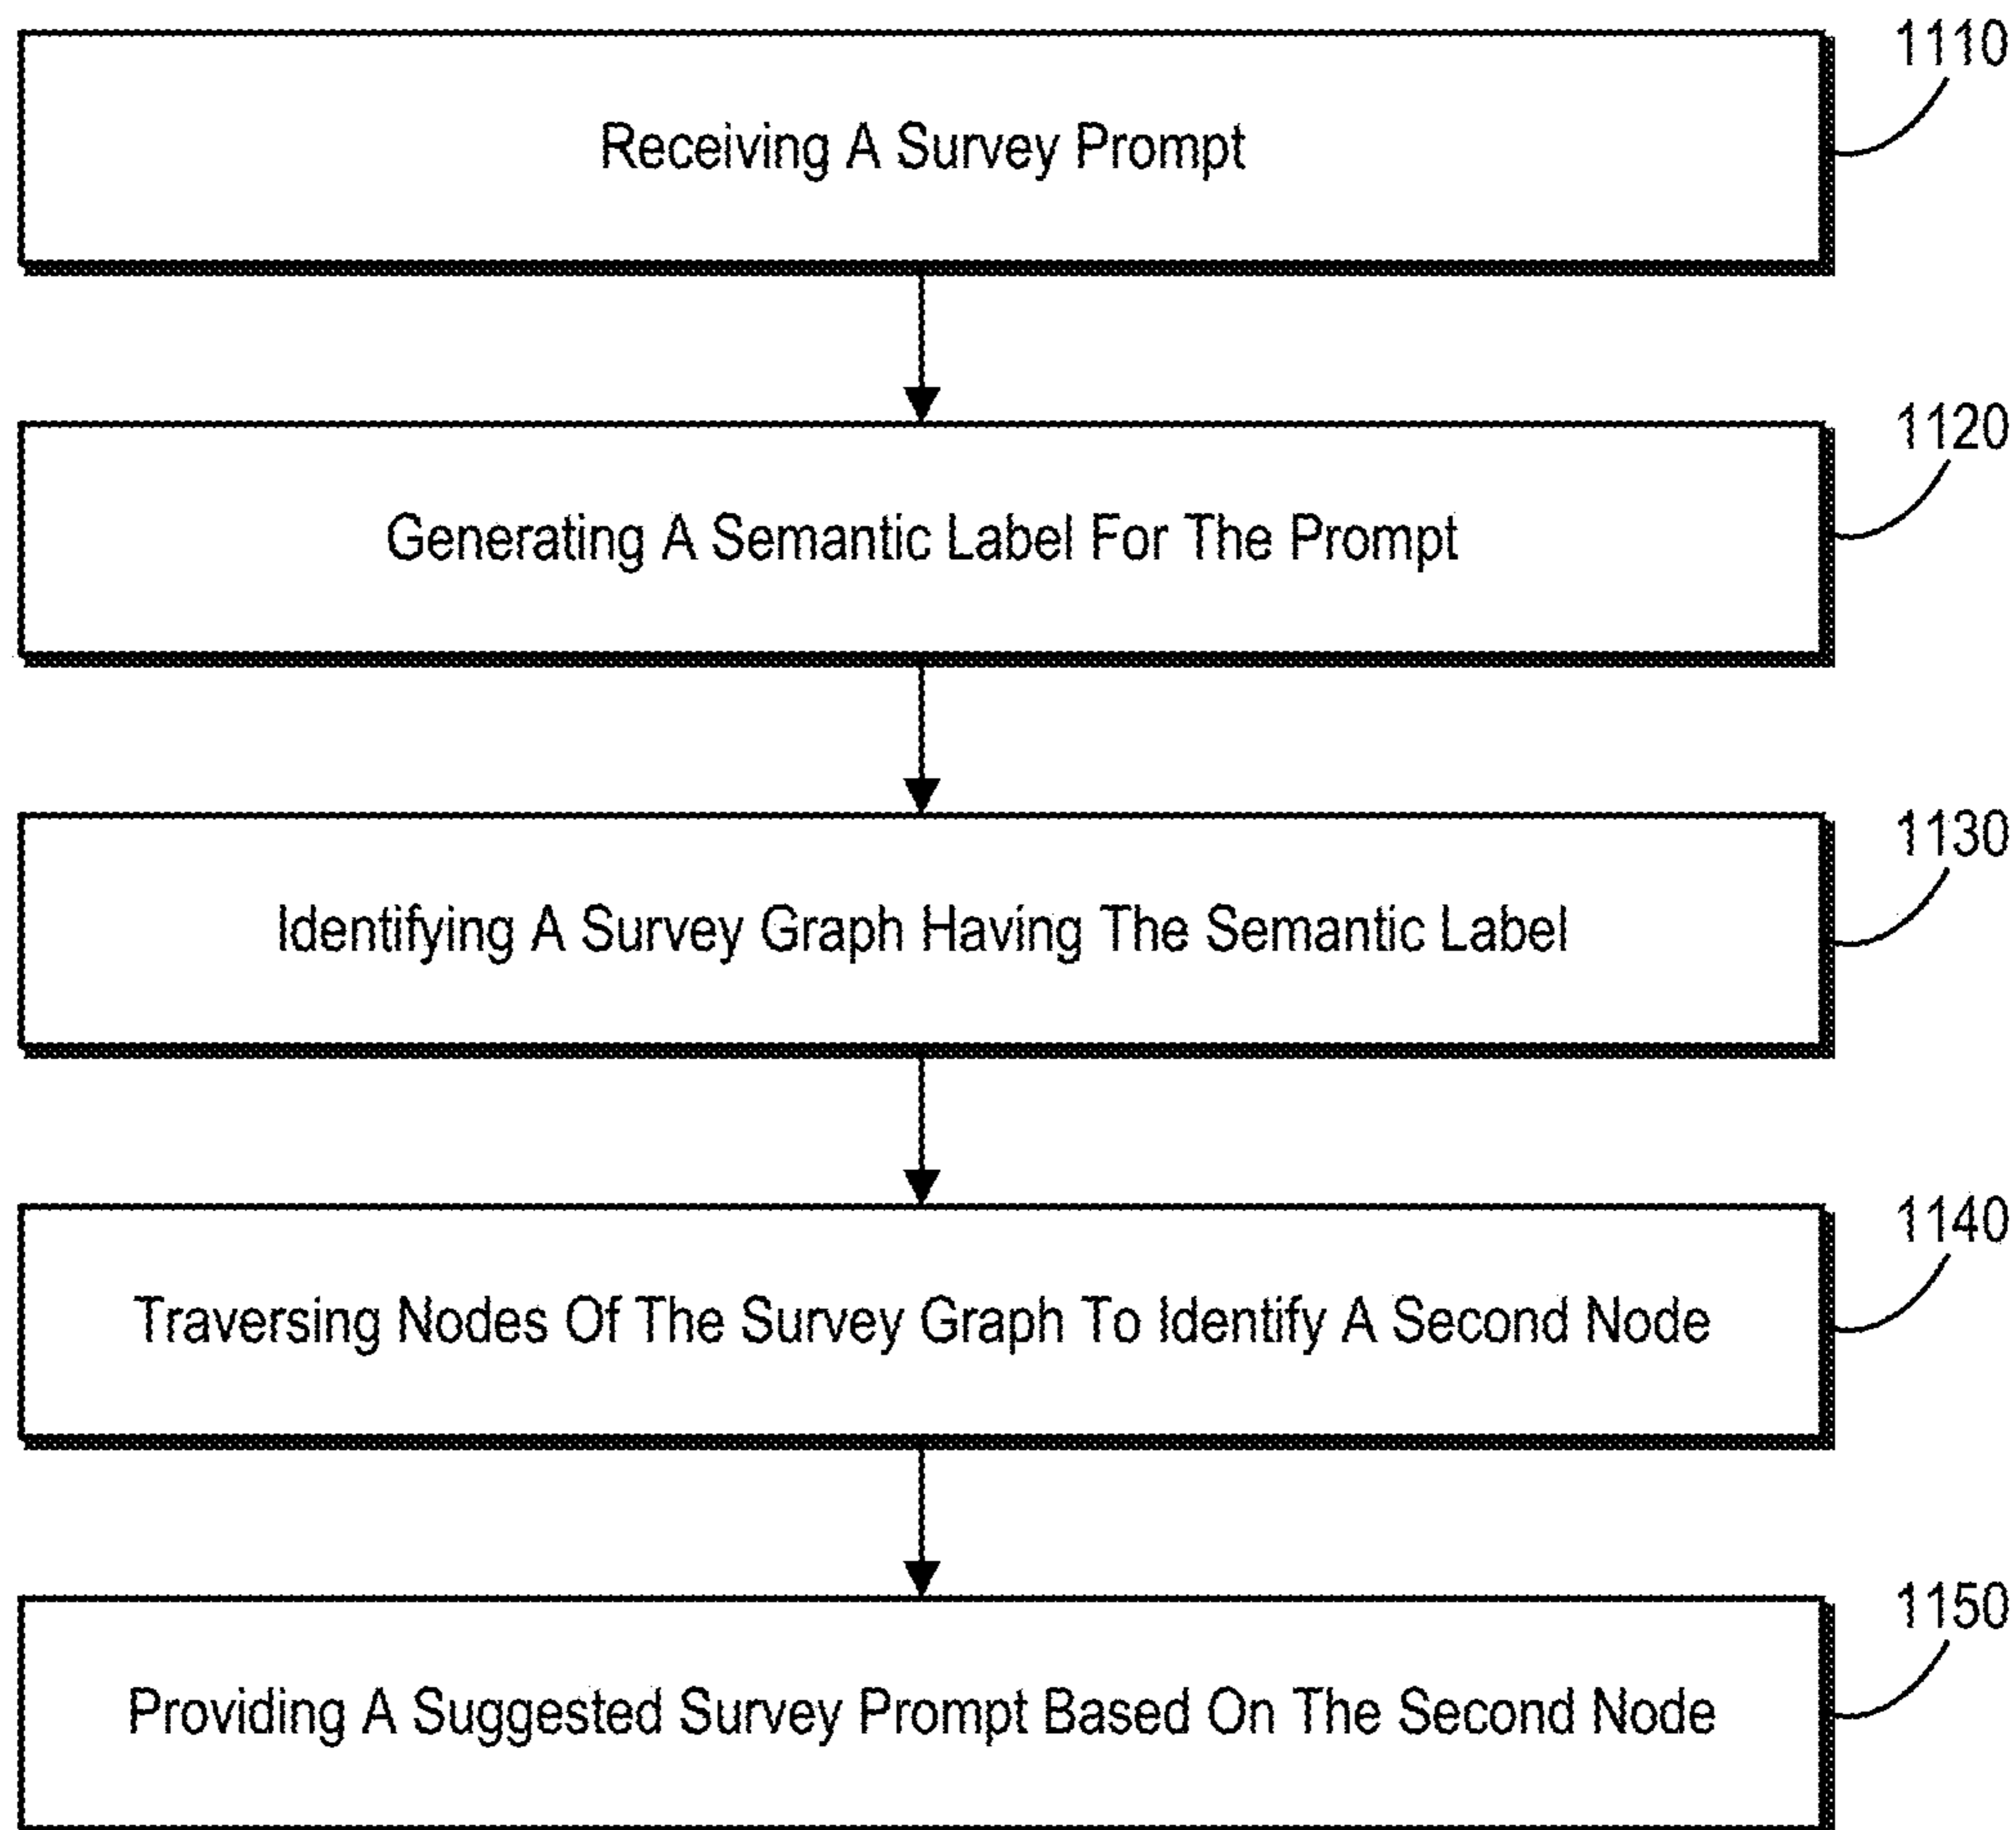 1110
Receiving A Survey Prompt
1120
Generating A Semantic Label For The Prompt
1130
Identifying A Survey Graph Having The Semantic Label
1140
Traversing Nodes Of The Survey Graph To Identify A Second Node
1150
Providing A Suggested Survey Prompt Based On The Second Node